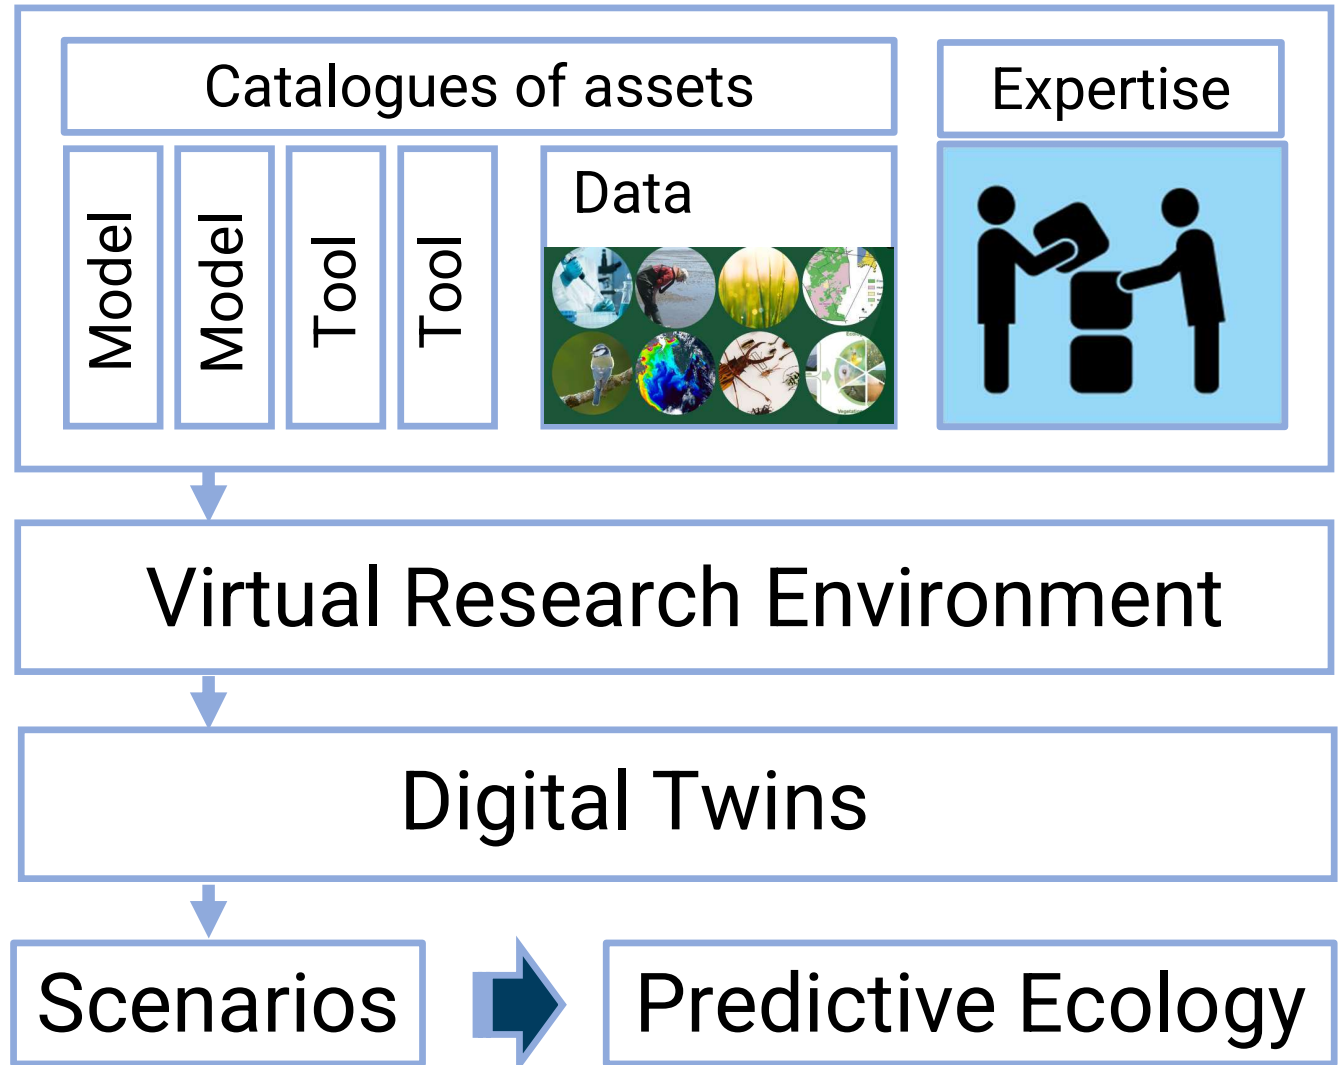 Catalogues of assets
Expertise
Model
Model
Tool
Tool
Data
Virtual Research Environment
Digital Twins
Scenarios
Predictive Ecology